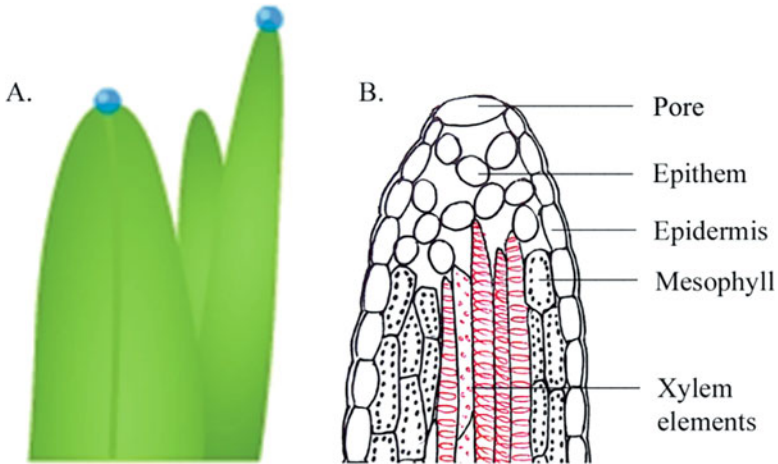 A.
B.
Pore
Epithem
Epidermis
Mesophyll
Xylem
elements